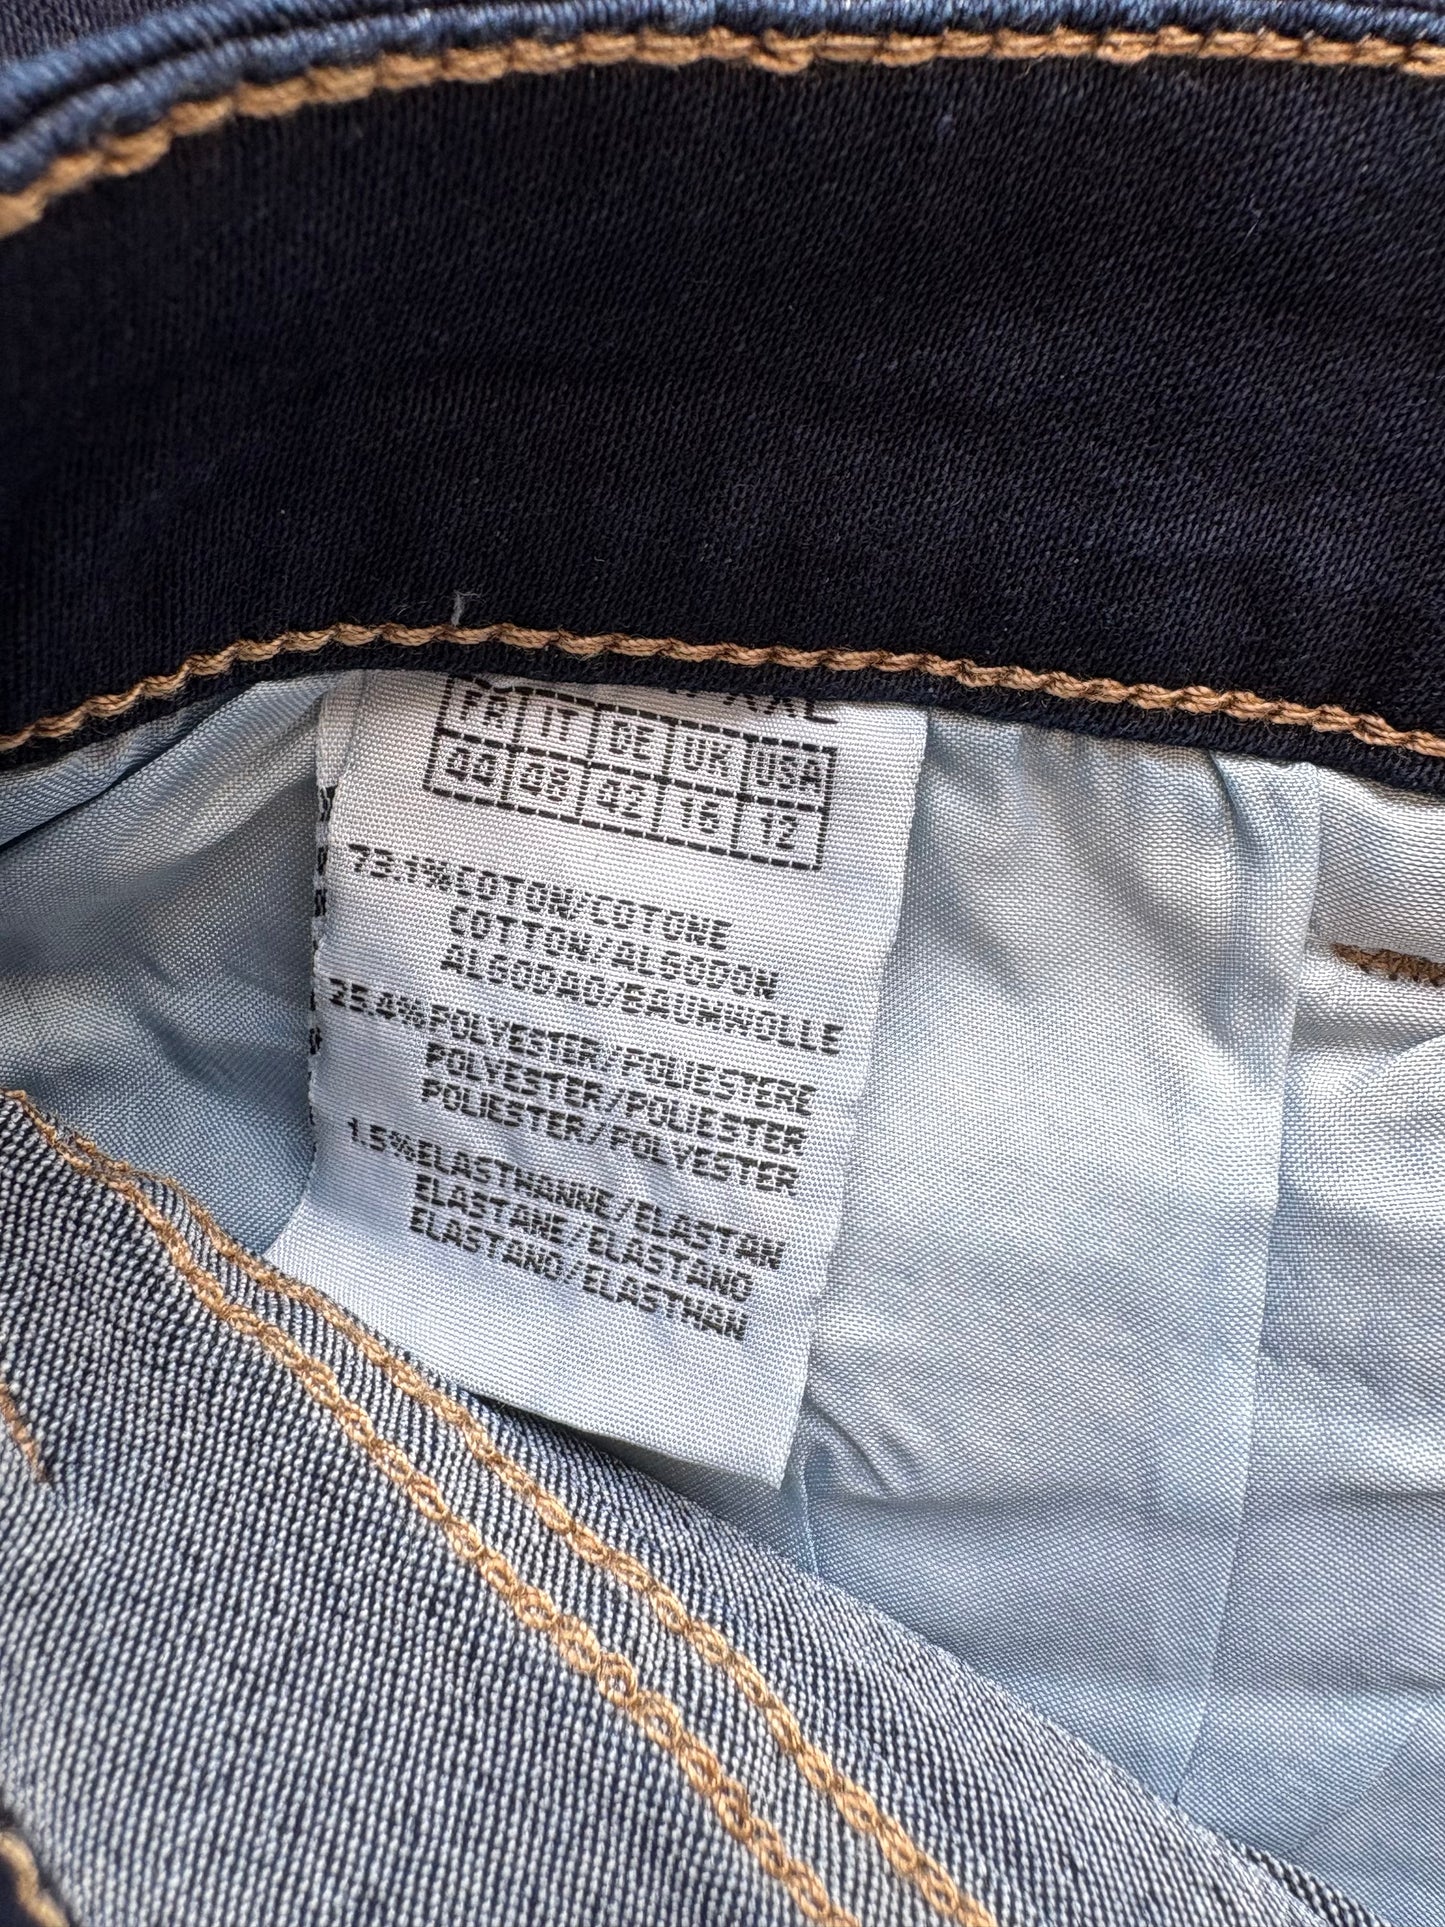 FR IT DE UK USA
44 48 42 16 12
73.1%COTON/COTONE
COTTON/ALGODON
ALGODAO/BAUMWOLLE
25.4%POLYESTER/POLIESTERE
POLYESTER/POLIESTER
POLIESTER/POLYESTER
1.5%ELASTHANNE/ELASTAN
ELASTANE/ELASTANO
ELASTANO/ELASTHAN